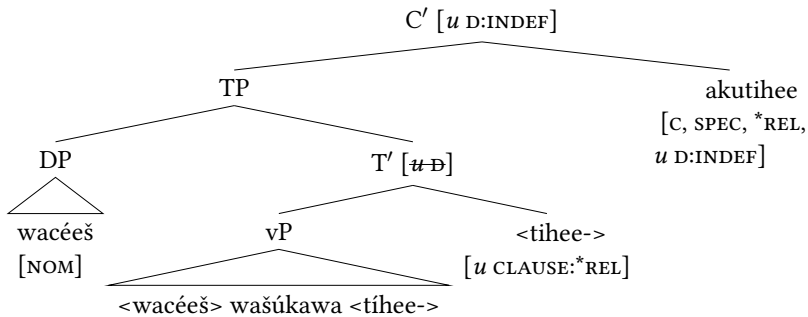 C′ [u D:INDEF]
TP
akutihee
[C, SPEC, *REL,
u D:INDEF]
DP
T′ [u D]
wacéeš
[NOM]
vP
<tihee->
[u CLAUSE:*REL]
<wacéeš> wašúkawa <tíhee->